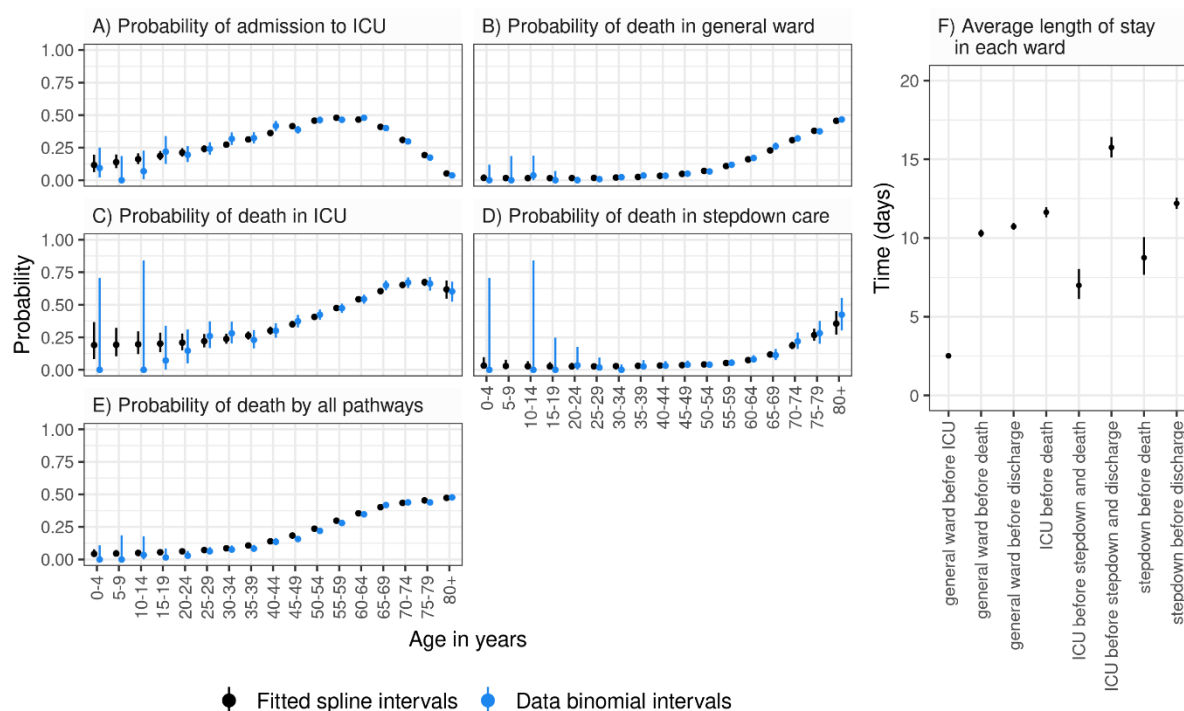 A) Probability of admission to ICU
1.00
0.75
0.50
0.25
0.00
B) Probability of death in general ward
C) Probability of death in ICU
1.00
0.75
0.50
0.25
0.00
D) Probability of death in stepdown care
E) Probability of death by all pathways
1.00
0.75
0.50
0.25
0.00
Probability
0-4
5-9
10-14
15-19
20-24
25-29
30-34
35-39
40-44
45-49
50-54
55-59
60-64
65-69
70-74
75-79
80+
0-4
5-9
10-14
15-19
20-24
25-29
30-34
35-39
40-44
45-49
50-54
55-59
60-64
65-69
70-74
75-79
80+
Age in years
F) Average length of stay
in each ward
20
15
10
5
0
Time (days)
general ward before ICU
general ward before death
general ward before discharge
ICU before death
ICU before stepdown and death
ICU before stepdown and discharge
stepdown before death
stepdown before discharge
Fitted spline intervals
Data binomial intervals